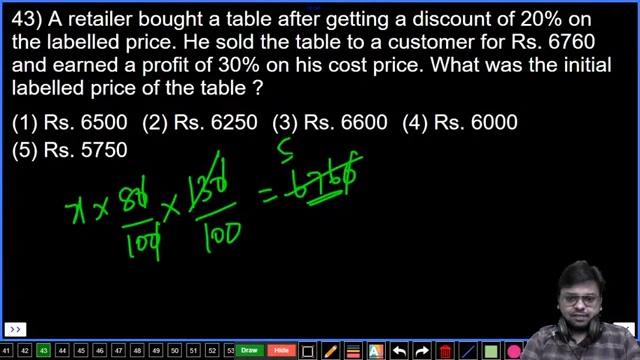 43) A retailer bought a table after getting a discount of 20% on
the labelled price. He sold the table to a customer for Rs. 6760
and earned a profit of 30% on his cost price. What was the initial
labelled price of the table ?
(1) Rs. 6500 (2) Rs. 6250 (3) Rs. 6600 (4) Rs. 6000
(5) Rs. 5750
5
x × 80/100 × 130/100 = 6760
>> 41 42 43 44 45 46 47 48 49 50 51 52 53 Draw Hide A